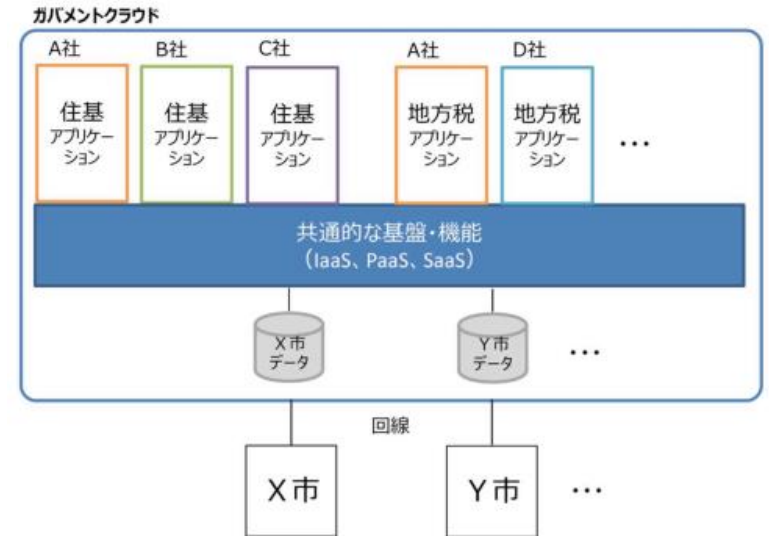 ガバメントクラウド
A社
B社
C社
A社
D社
住基
アプリケー
ション
住基
アプリケー
ション
住基
アプリケー
ション
地方税
アプリケー
ション
地方税
アプリケー
ション
…
共通的な基盤・機能
（IaaS、PaaS、SaaS）
X市
データ
Y市
データ
…
回線
X市
Y市
…